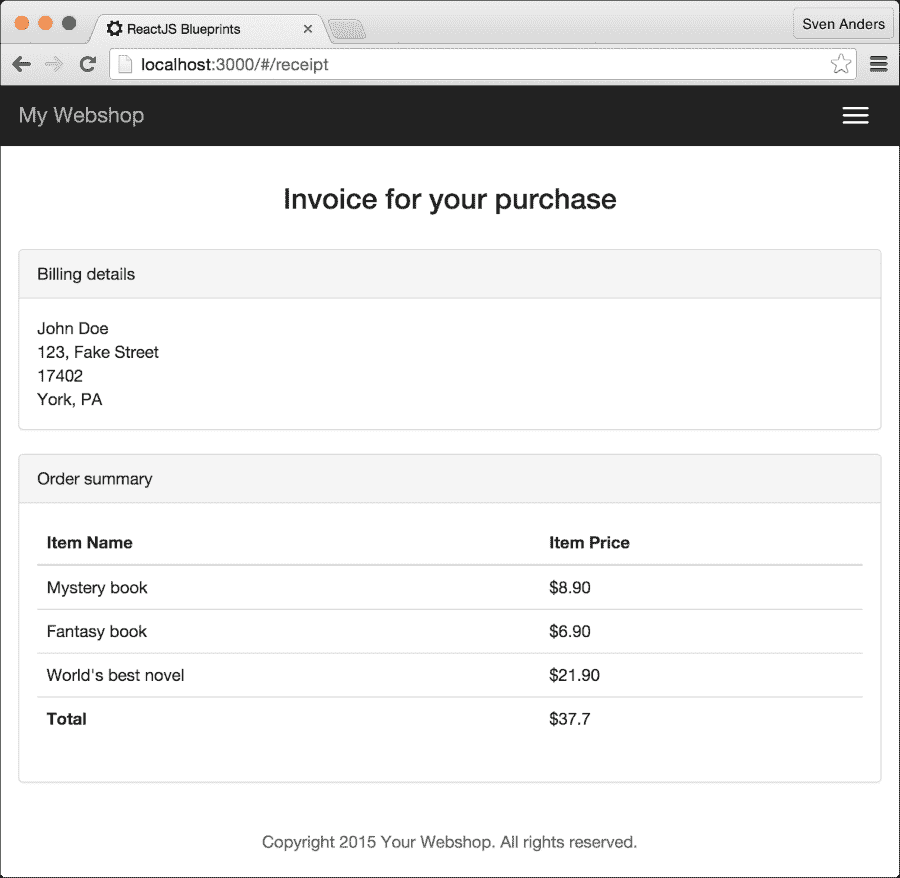 ReactJS Blueprints
Sven Anders
localhost:3000/#/receipt
My Webshop
Invoice for your purchase
Billing details
John Doe
123, Fake Street
17402
York, PA
Order summary
Item Name Item Price
Mystery book $8.90
Fantasy book $6.90
World's best novel $21.90
Total $37.7
Copyright 2015 Your Webshop. All rights reserved.